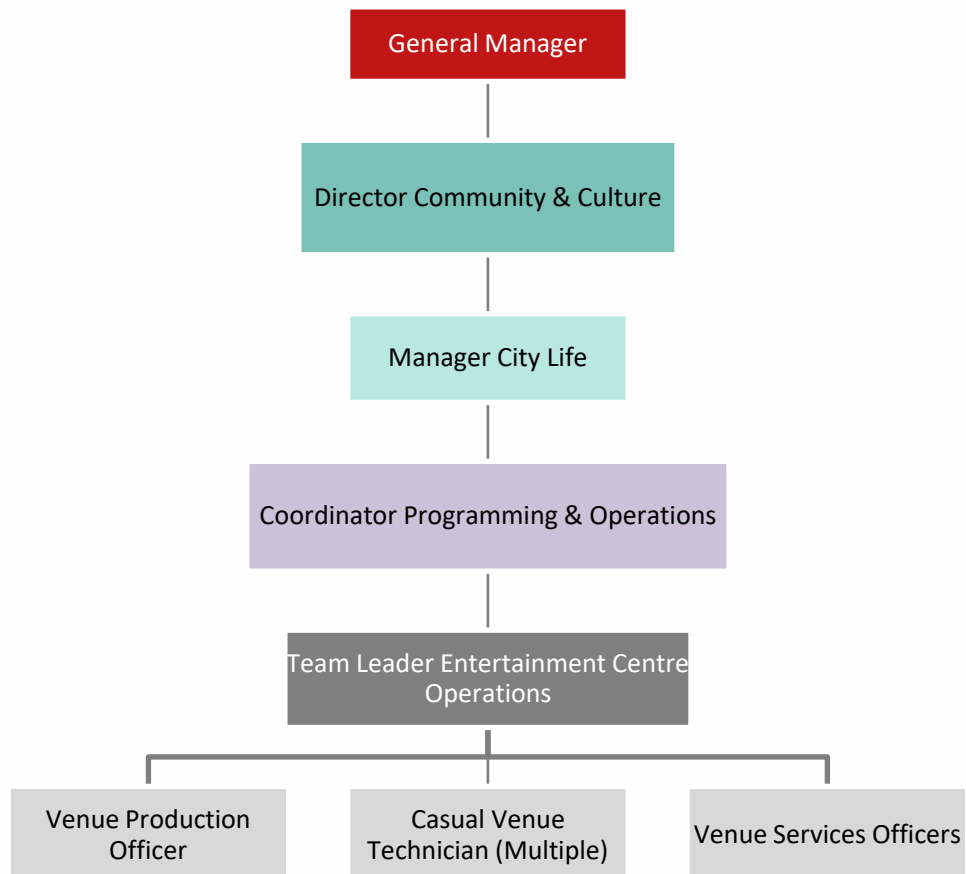 General Manager
Director Community & Culture
Manager City Life
Coordinator Programming & Operations
Team Leader Entertainment Centre
Operations
Venue Production
Officer
Casual Venue
Technician (Multiple)
Venue Services Officers